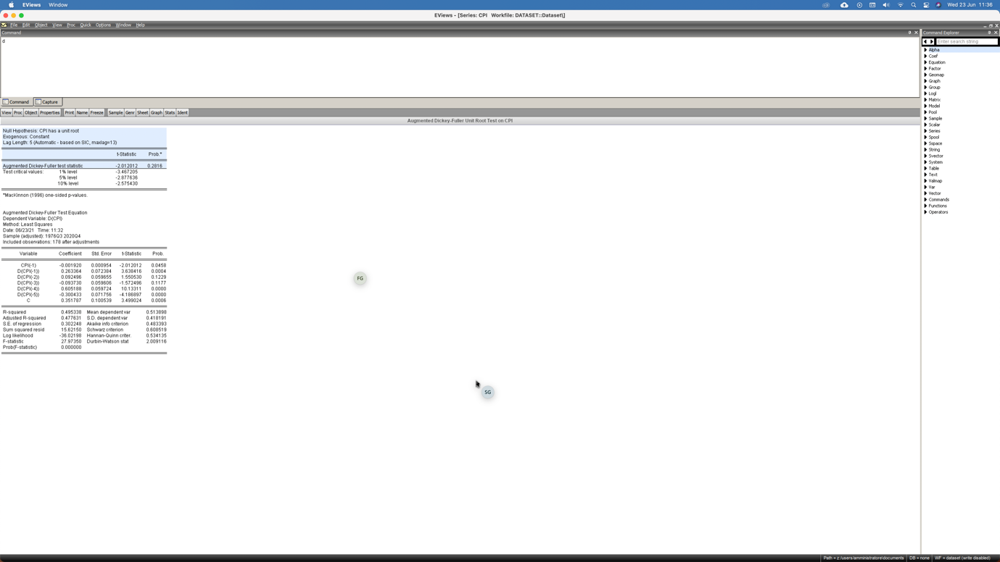 EViews Window Wed 23 Jun 11:36
EViews - [Series: CPI Workfile: DATASET::Dataset\]
File Edit Object View Proc Quick Options Window Help
Command
d
Command Capture
View Proc Object Properties Print Name Freeze Sample Genr Sheet Graph Stats Ident
Augmented Dickey-Fuller Unit Root Test on CPI
Null Hypothesis: CPI has a unit root
Exogenous: Constant
Lag Length: 5 (Automatic - based on SIC, maxlag=13)
t-Statistic Prob.*
Augmented Dickey-Fuller test statistic -2.012012 0.2816
Test critical values: 1% level -3.467205
5% level -2.877636
10% level -2.575430
*MacKinnon (1996) one-sided p-values.
Augmented Dickey-Fuller Test Equation
Dependent Variable: D(CPI)
Method: Least Squares
Date: 06/23/21 Time: 11:32
Sample (adjusted): 1976Q3 2020Q4
Included observations: 178 after adjustments
Variable Coefficient Std. Error t-Statistic Prob.
CPI(-1) -0.001920 0.000954 -2.012012 0.0458
D(CPI(-1)) 0.263364 0.072384 3.638416 0.0004
D(CPI(-2)) 0.092496 0.059655 1.550530 0.1229
D(CPI(-3)) -0.093730 0.059606 -1.572496 0.1177
D(CPI(-4)) 0.605188 0.059724 10.13311 0.0000
D(CPI(-5)) -0.300433 0.071756 -4.186897 0.0000
C 0.351787 0.100539 3.499024 0.0006
R-squared 0.495338 Mean dependent var 0.513898
Adjusted R-squared 0.477631 S.D. dependent var 0.418191
S.E. of regression 0.302248 Akaike info criterion 0.483393
Sum squared resid 15.62150 Schwarz criterion 0.608519
Log likelihood -36.02198 Hannan-Quinn criter. 0.534135
F-statistic 27.97350 Durbin-Watson stat 2.009116
Prob(F-statistic) 0.000000
FG
SG
Command Explorer
Enter search string
Alpha
Coef
Equation
Factor
Geomap
Graph
Group
Logl
Matrix
Model
Pool
Sample
Scalar
Series
Spool
Sspace
String
Svector
System
Table
Text
Valmap
Var
Vector
Commands
Functions
Operators
Path = z:/users/amministratore\documents DB = none WF = dataset (write disabled)